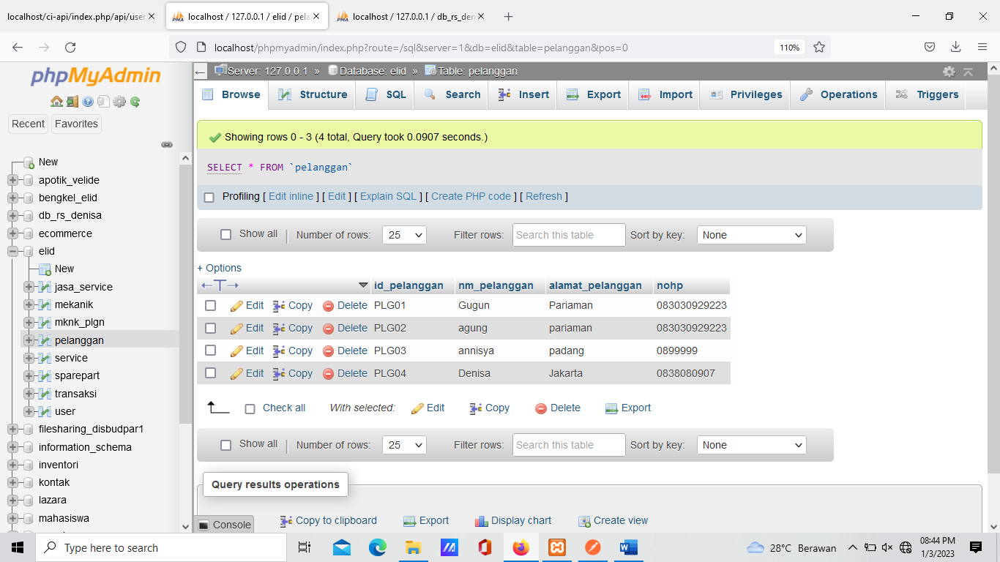 localhost/ci-api/index.php/api/user
localhost / 127.0.0.1 / elid / pela
localhost / 127.0.0.1 / db_rs_den
localhost/phpmyadmin/index.php?route=/sql&server=1&db=elid&table=pelanggan&pos=0
110%
phpMyAdmin
Recent Favorites
New
apotik_velide
bengkel_elid
db_rs_denisa
ecommerce
elid
New
jasa_service
mekanik
mknk_plgn
pelanggan
service
sparepart
transaksi
user
filesharing_disbudpar1
information_schema
inventori
kontak
lazara
mahasiswa
Server: 127.0.0.1 » Database: elid » Table: pelanggan
Browse Structure SQL Search Insert Export Import Privileges Operations Triggers
Showing rows 0 - 3 (4 total, Query took 0.0907 seconds.)
SELECT * FROM `pelanggan`
Profiling [ Edit inline ] [ Edit ] [ Explain SQL ] [ Create PHP code ] [ Refresh ]
Show all Number of rows: 25 Filter rows: Search this table Sort by key: None
+ Options
id_pelanggan nm_pelanggan alamat_pelanggan nohp
Edit Copy Delete PLG01 Gugun Pariaman 083030929223
Edit Copy Delete PLG02 agung pariaman 083030929223
Edit Copy Delete PLG03 annisya padang 0899999
Edit Copy Delete PLG04 Denisa Jakarta 0838080907
Check all With selected: Edit Copy Delete Export
Show all Number of rows: 25 Filter rows: Search this table Sort by key: None
Query results operations
Console
Copy to clipboard Export Display chart Create view
Type here to search
28°C Berawan
08:44 PM
1/3/2023